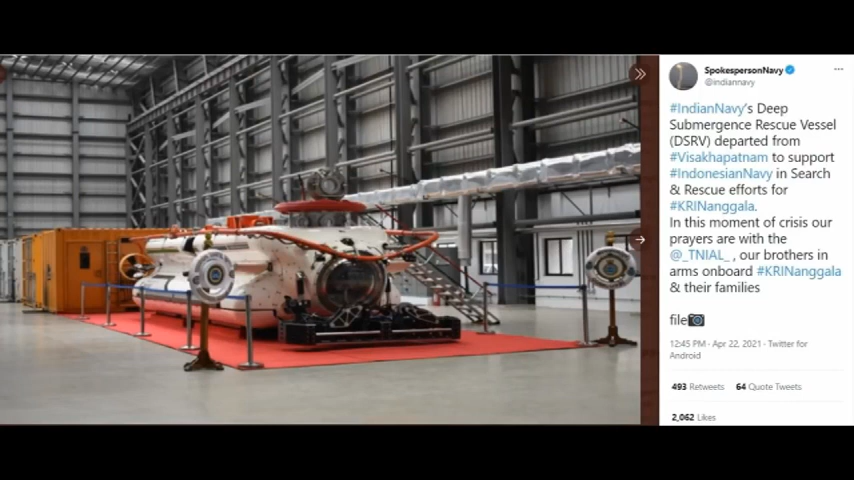 SpokespersonNavy
@indiannavy
#IndianNavy's Deep
Submergence Rescue Vessel
(DSRV) departed from
#Visakhapatnam to support
#IndonesianNavy in Search
& Rescue efforts for
#KRINanggala.
In this moment of crisis our
prayers are with the
@_TNIAL_ , our brothers in
arms onboard #KRINanggala
& their families
file
12:45 PM · Apr 22, 2021 · Twitter for
Android
493 Retweets 64 Quote Tweets
2,062 Likes